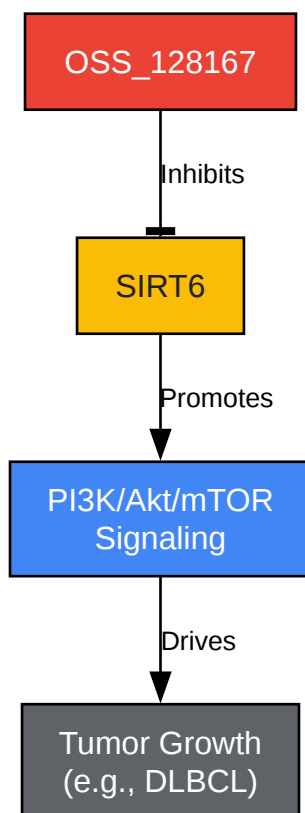 OSS_128167
Inhibits
SIRT6
Promotes
PI3K/Akt/mTOR
Signaling
Drives
Tumor Growth
(e.g., DLBCL)